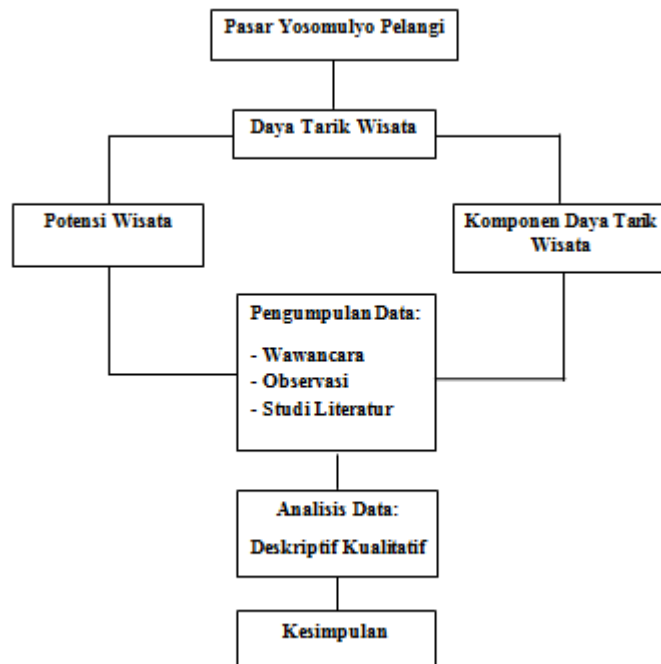 Pasar Yosomulyo Pelangi
Daya Tarik Wisata
Potensi Wisata
Komponen Daya Tarik
Wisata
Pengumpulan Data:
- Wawancara
- Observasi
- Studi Literatur
Analisis Data:
Deskriptif Kualitatif
Kesimpulan